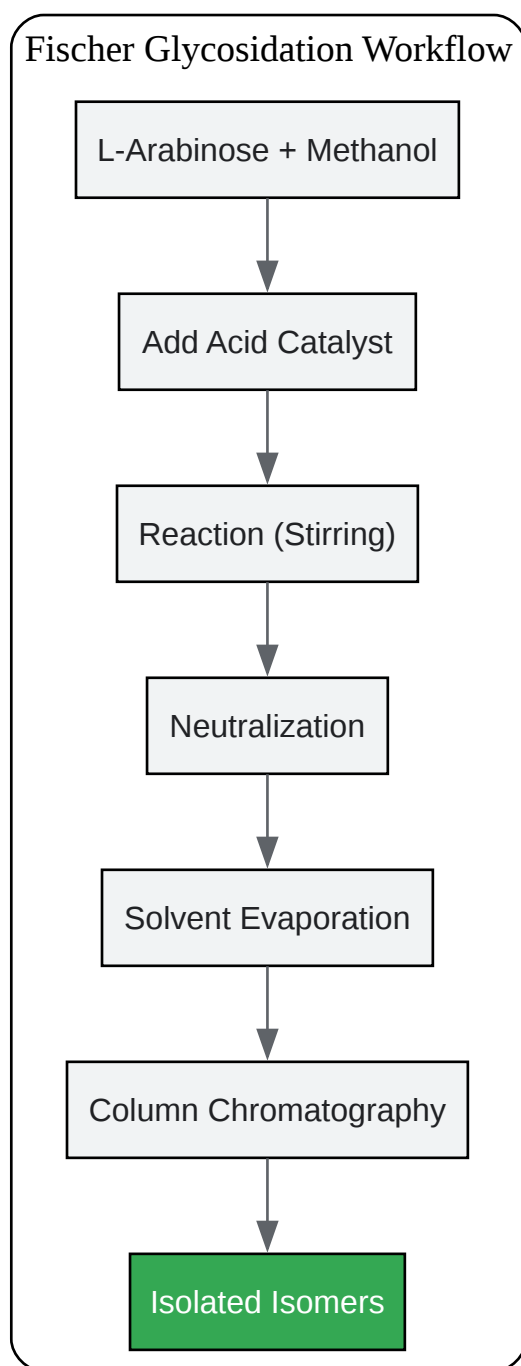 Fischer Glycosidation Workflow
L-Arabinose + Methanol
Add Acid Catalyst
Reaction (Stirring)
Neutralization
Solvent Evaporation
Column Chromatography
Isolated Isomers